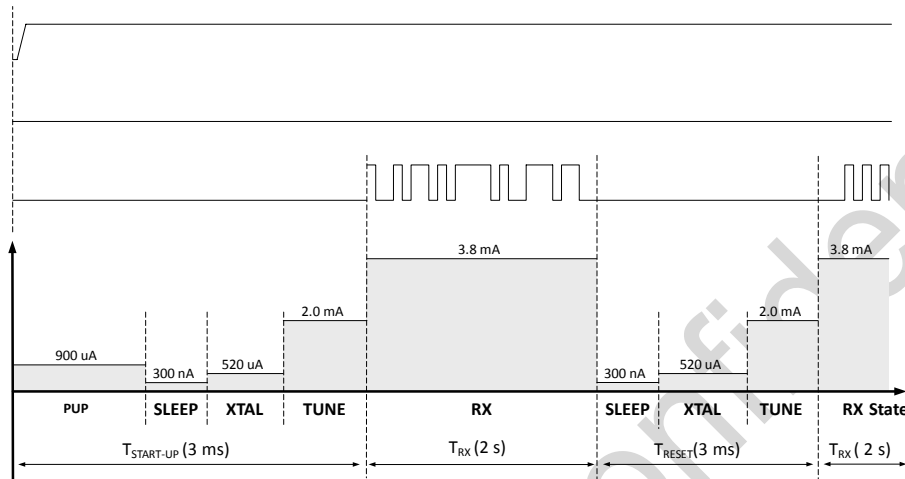 3.8 mA
3.8 mA
2.0 mA
2.0 mA
900 uA
300 nA
520 uA
300 nA
520 uA
PUP
SLEEP
XTAL
TUNE
RX
SLEEP
XTAL
TUNE
RX State
TSTART-UP (3 ms)
TRX (2 s)
TRESET (3 ms)
TRX ( 2 s)